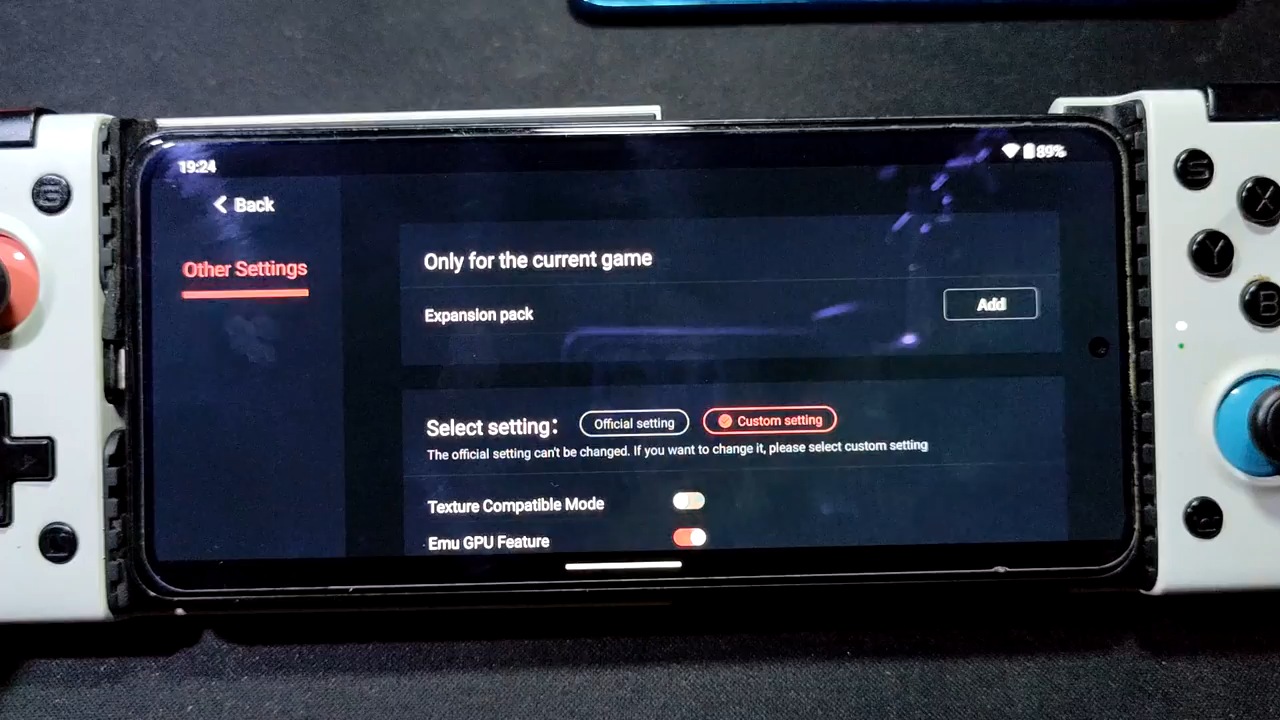 19:24
89%
Back
Other Settings
Only for the current game
Expansion pack
Add
Select setting:
Official setting
Custom setting
The official setting can't be changed. If you want to change it, please select custom setting
Texture Compatible Mode
Emu GPU Feature
G
S
X
Y
B